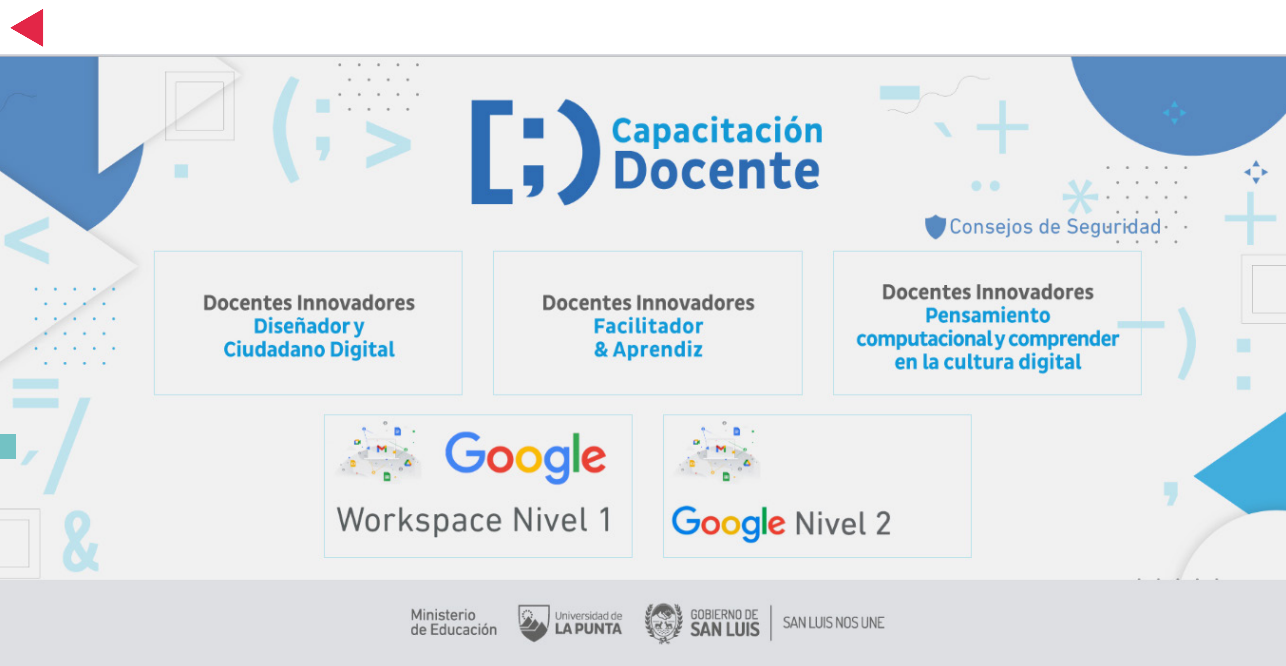 Capacitación
Docente
Consejos de Seguridad
Docentes Innovadores
Diseñador y
Ciudadano Digital
Docentes Innovadores
Facilitador
& Aprendiz
Docentes Innovadores
Pensamiento
computacional y comprender
en la cultura digital
Google
Workspace Nivel 1
Google Nivel 2
Ministerio
de Educación
Universidad de
LA PUNTA
GOBIERNO DE
SAN LUIS
SAN LUIS NOS UNE